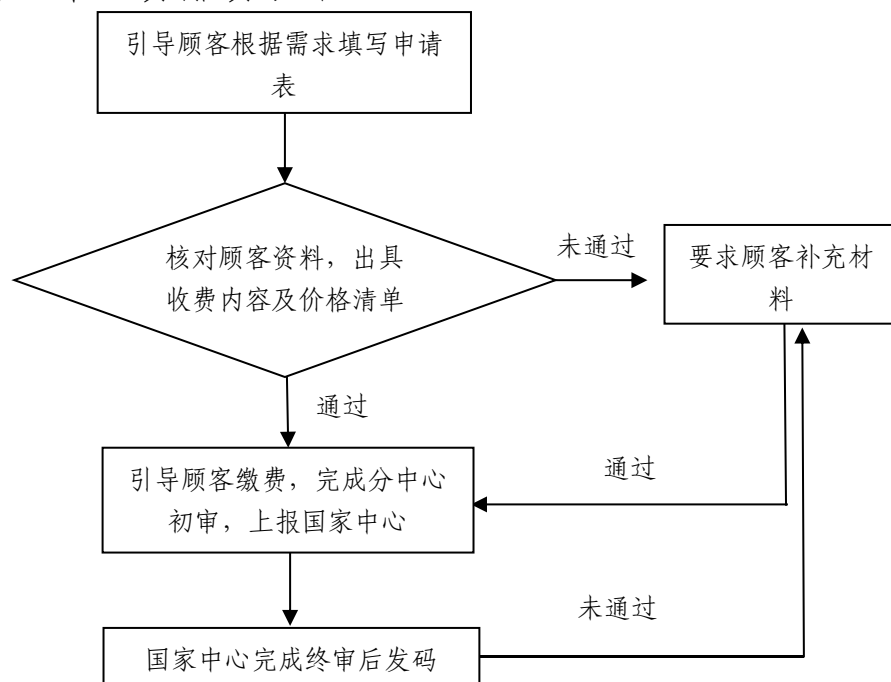 引导顾客根据需求填写申请
表
核对顾客资料，出具
收费内容及价格清单
未通过
要求顾客补充材
料
通过
引导顾客缴费，完成分中心
初审，上报国家中心
通过
未通过
国家中心完成终审后发码